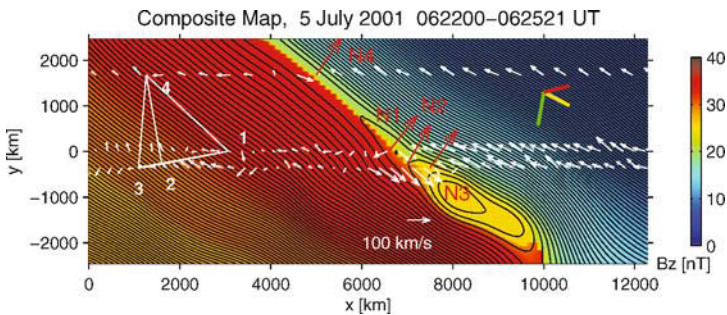 Composite Map, 5 July 2001 062200−062521 UT
2000
1000
0
−1000
−2000
y [km]
N4
N1
N2
N3
4
1
3
2
100 km/s
0
2000
4000
6000
8000
10000
12000
x [km]
40
30
20
10
0
Bz [nT]